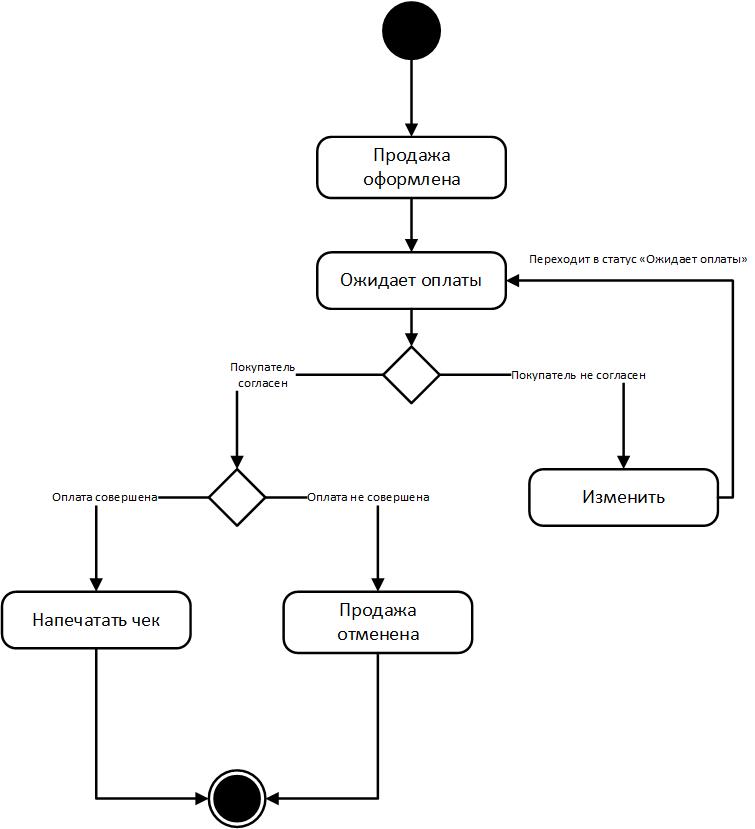 Продажа
оформлена
Переходит в статус «Ожидает оплаты»
Ожидает оплаты
Покупатель
согласен
Покупатель не согласен
Оплата совершена
Оплата не совершена
Изменить
Напечатать чек
Продажа
отменена